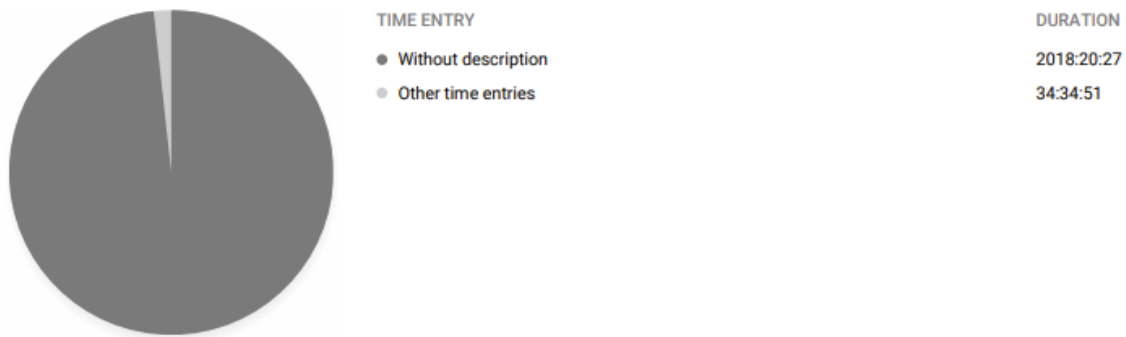 TIME ENTRY DURATION
Without description 2018:20:27
Other time entries 34:34:51